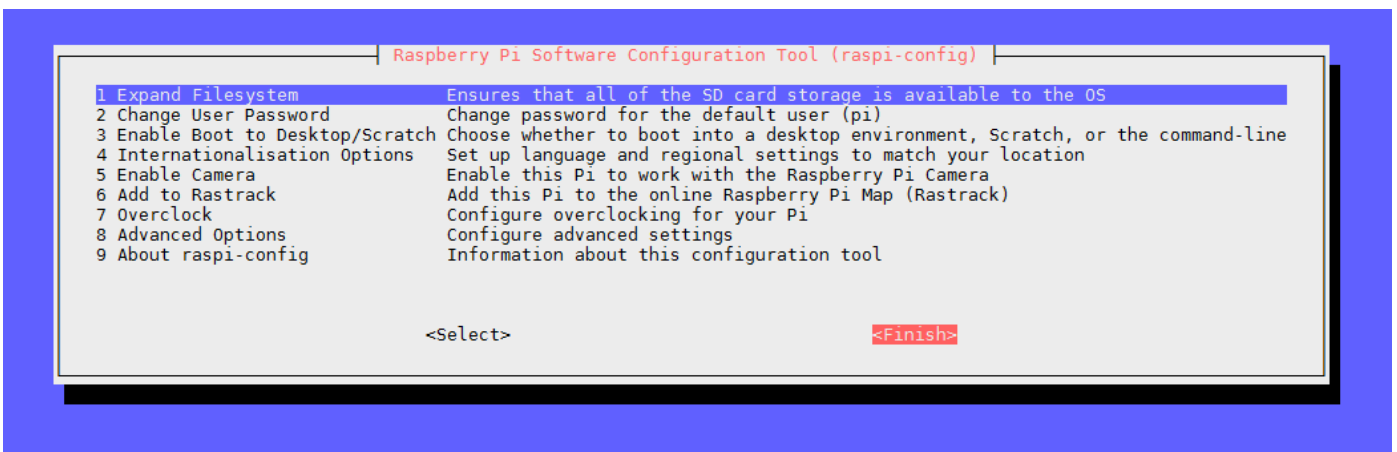 Raspberry Pi Software Configuration Tool (raspi-config)
1 Expand Filesystem Ensures that all of the SD card storage is available to the OS
2 Change User Password Change password for the default user (pi)
3 Enable Boot to Desktop/Scratch Choose whether to boot into a desktop environment, Scratch, or the command-line
4 Internationalisation Options Set up language and regional settings to match your location
5 Enable Camera Enable this Pi to work with the Raspberry Pi Camera
6 Add to Rastrack Add this Pi to the online Raspberry Pi Map (Rastrack)
7 Overclock Configure overclocking for your Pi
8 Advanced Options Configure advanced settings
9 About raspi-config Information about this configuration tool
<Select> <Finish>